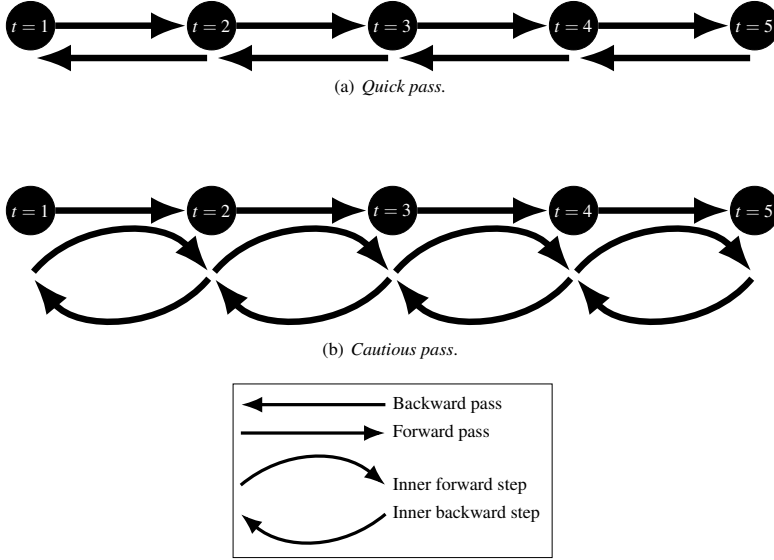 t = 1 t = 2 t = 3 t = 4 t = 5
(a) Quick pass.
t = 1 t = 2 t = 3 t = 4 t = 5
(b) Cautious pass.
Backward pass
Forward pass
Inner forward step
Inner backward step